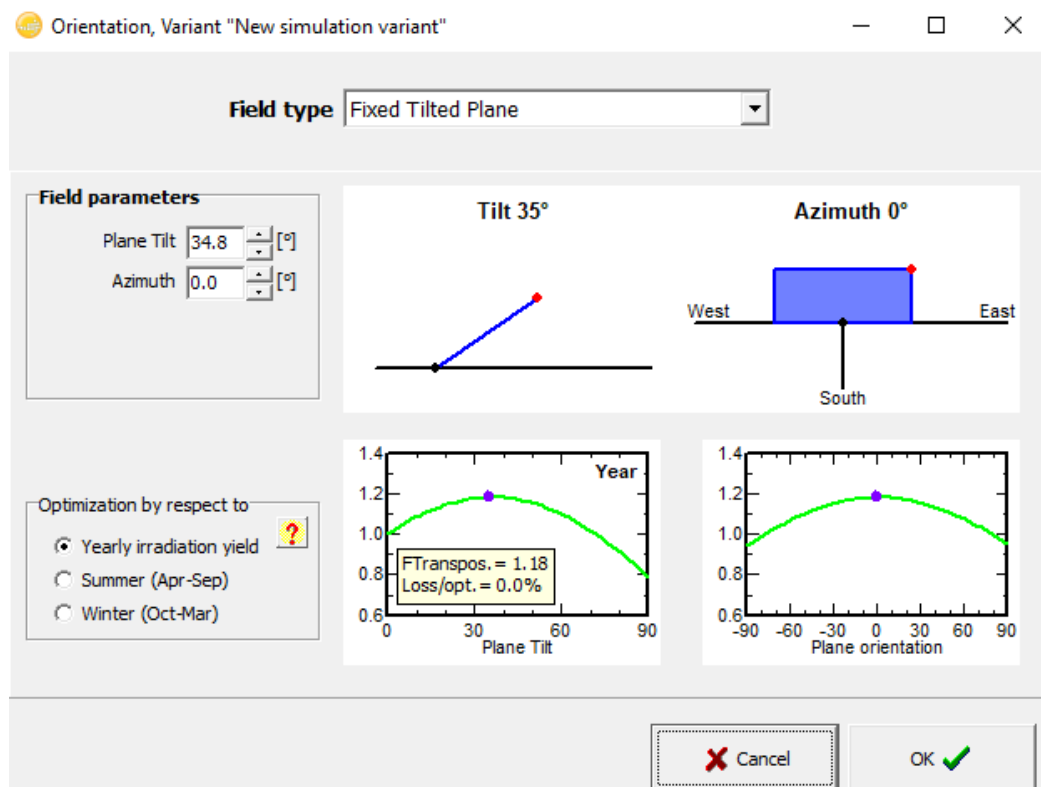 Orientation, Variant "New simulation variant"
Field type Fixed Tilted Plane
Field parameters
Plane Tilt 34.8 [°]
Azimuth 0.0 [°]
Tilt 35°
Azimuth 0°
West East
South
Optimization by respect to
?
Yearly irradiation yield
Summer (Apr-Sep)
Winter (Oct-Mar)
1.4
1.2
1.0
0.8
0.6
Year
FTranspos. = 1.18
Loss/opt. = 0.0%
0 30 60 90
Plane Tilt
1.4
1.2
1.0
0.8
0.6
-90 -60 -30 0 30 60 90
Plane orientation
Cancel
OK